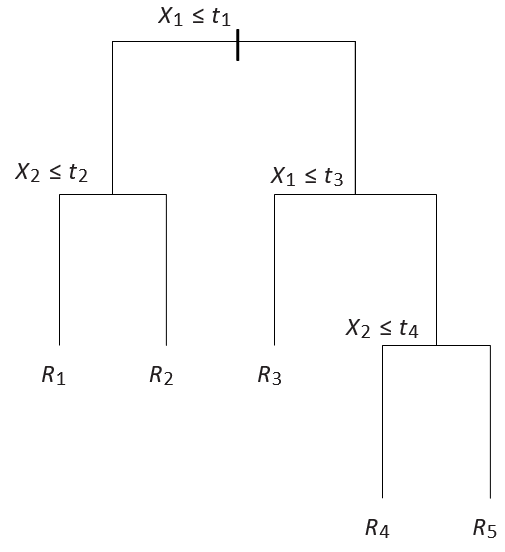 X₁ ≤ t₁
X₂ ≤ t₂
X₁ ≤ t₃
X₂ ≤ t₄
R₁
R₂
R₃
R₄
R₅